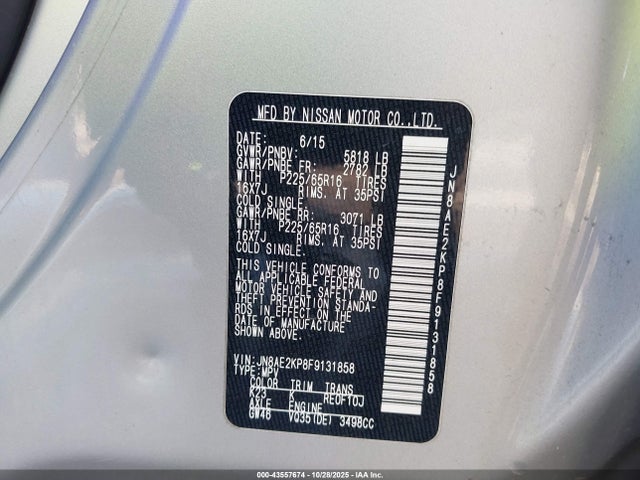 MFD BY NISSAN MOTOR CO.,LTD.
DATE: 6/15
GVWR/PNBV: 5818 LB
GAWR/PNBE FR: 2782 LB
WITH P225/65R16 TIRES
16X7J RIMS, AT 35PSI
COLD SINGLE.
GAWR/PNBE RR: 3071 LB
WITH P225/65R16 TIRES
16X7J RIMS, AT 35PSI
COLD SINGLE.
THIS VEHICLE CONFORMS TO
ALL APPLICABLE FEDERAL
MOTOR VEHICLE SAFETY AND
THEFT PREVENTION STANDA-
RDS IN EFFECT ON THE
DATE OF MANUFACTURE
SHOWN ABOVE.
VIN:JN8AE2KP8F9131858
TYPE:MPV
COLOR TRIM TRANS
K23 K RE0F10J
AXLE ENGINE
GW48 VQ35(DE) 3498CC
JN8AE2KP8F9131858
000-43557674 | 10/28/2025 | IAA Inc.